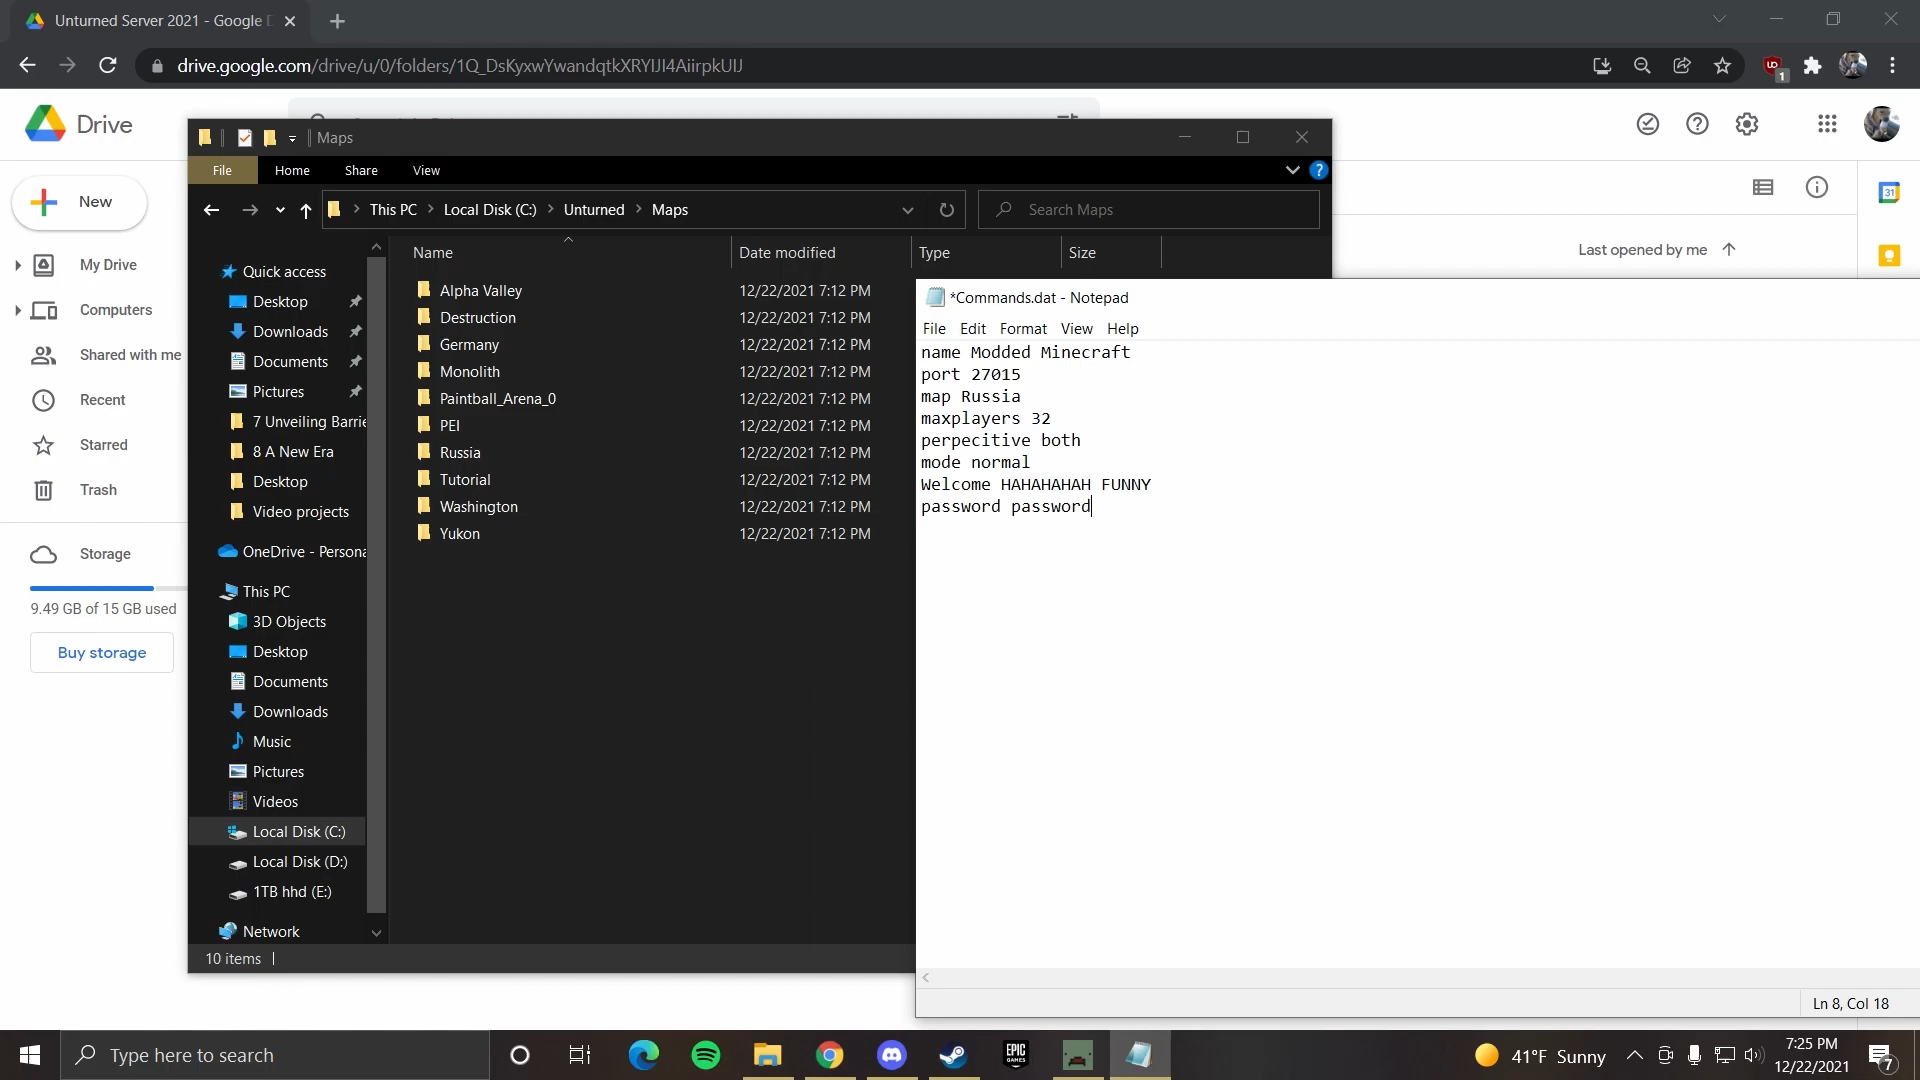 Unturned Server 2021 - Google D
drive.google.com/drive/u/0/folders/1Q_DsKyxwYwandqtkXRYIJI4AiirpkUIJ
1
Drive
Maps
File Home Share View
?
New
This PC > Local Disk (C:) > Unturned > Maps
Search Maps
31
Name Date modified Type Size
Last opened by me
My Drive
Computers
Shared with me
Recent
Starred
Trash
Storage
9.49 GB of 15 GB used
Buy storage
Quick access
Desktop
Downloads
Documents
Pictures
7 Unveiling Barrie
8 A New Era
Desktop
Video projects
OneDrive - Persona
This PC
3D Objects
Desktop
Documents
Downloads
Music
Pictures
Videos
Local Disk (C:)
Local Disk (D:)
1TB hhd (E:)
Network
Alpha Valley 12/22/2021 7:12 PM
Destruction 12/22/2021 7:12 PM
Germany 12/22/2021 7:12 PM
Monolith 12/22/2021 7:12 PM
Paintball_Arena_0 12/22/2021 7:12 PM
PEI 12/22/2021 7:12 PM
Russia 12/22/2021 7:12 PM
Tutorial 12/22/2021 7:12 PM
Washington 12/22/2021 7:12 PM
Yukon 12/22/2021 7:12 PM
10 items
*Commands.dat - Notepad
File Edit Format View Help
name Modded Minecraft
port 27015
map Russia
maxplayers 32
perpecitive both
mode normal
Welcome HAHAHAHAH FUNNY
password password
Ln 8, Col 18
Type here to search
EPIC
GAMES
41°F Sunny
7:25 PM
12/22/2021
7